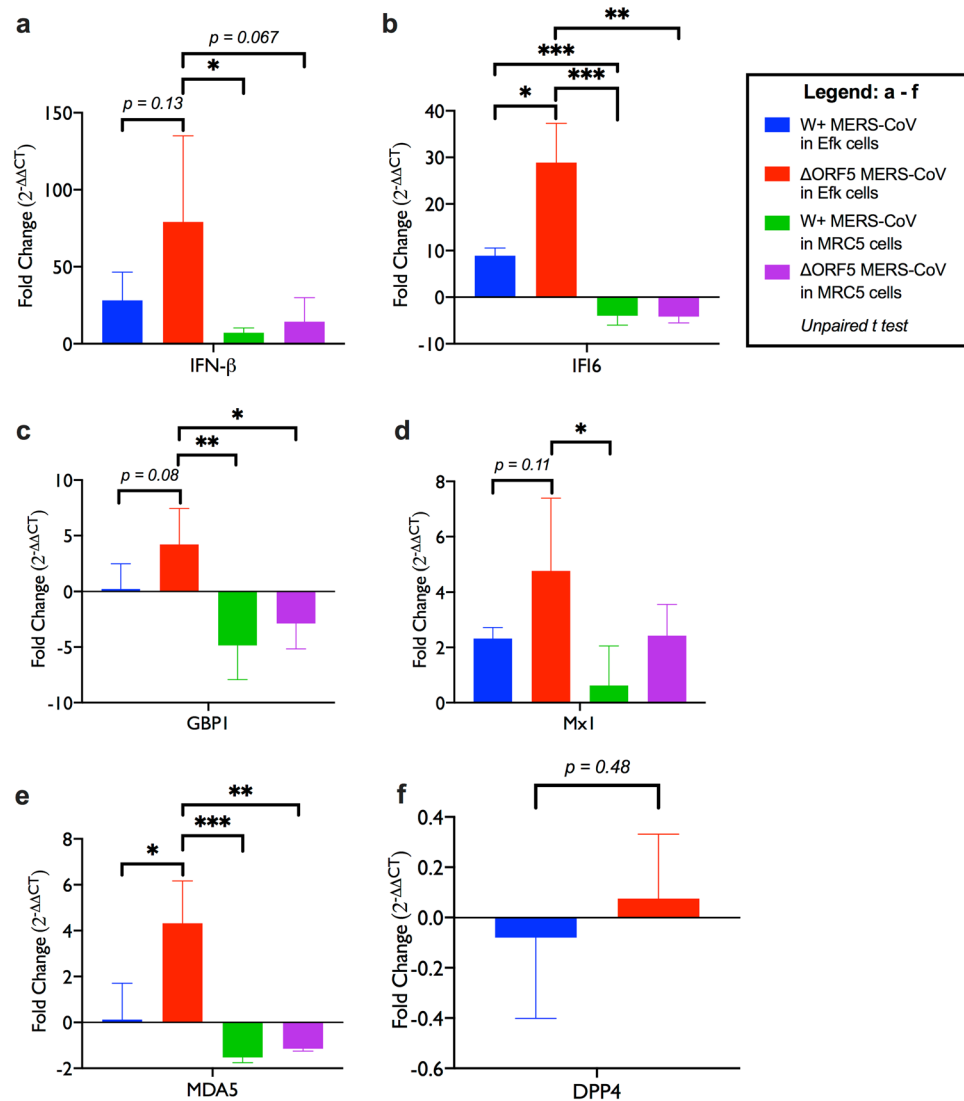 a
p = 0.067
*
p = 0.13
150
100
50
0
Fold Change (2-ΔΔCT)
IFN-β
b
**
***
*
***
40
30
20
10
0
-10
Fold Change (2-ΔΔCT)
IFI6
Legend: a - f
W+ MERS-CoV
in Efk cells
ΔORF5 MERS-CoV
in Efk cells
W+ MERS-CoV
in MRC5 cells
ΔORF5 MERS-CoV
in MRC5 cells
Unpaired t test
c
*
**
p = 0.08
10
5
0
-5
-10
Fold Change (2-ΔΔCT)
GBP1
d
*
p = 0.11
8
6
4
2
0
Fold Change (2-ΔΔCT)
Mx1
e
**
***
*
8
6
4
2
0
-2
Fold Change (2-ΔΔCT)
MDA5
f
p = 0.48
0.4
0.2
0.0
-0.2
-0.4
-0.6
Fold Change (2-ΔΔCT)
DPP4